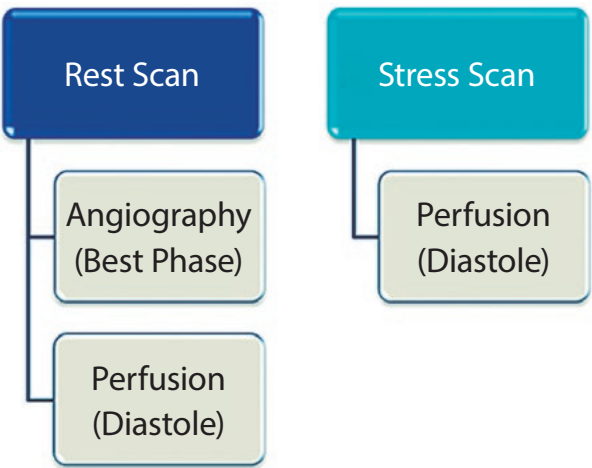 Rest Scan
Angiography
(Best Phase)
Perfusion
(Diastole)
Stress Scan
Perfusion
(Diastole)